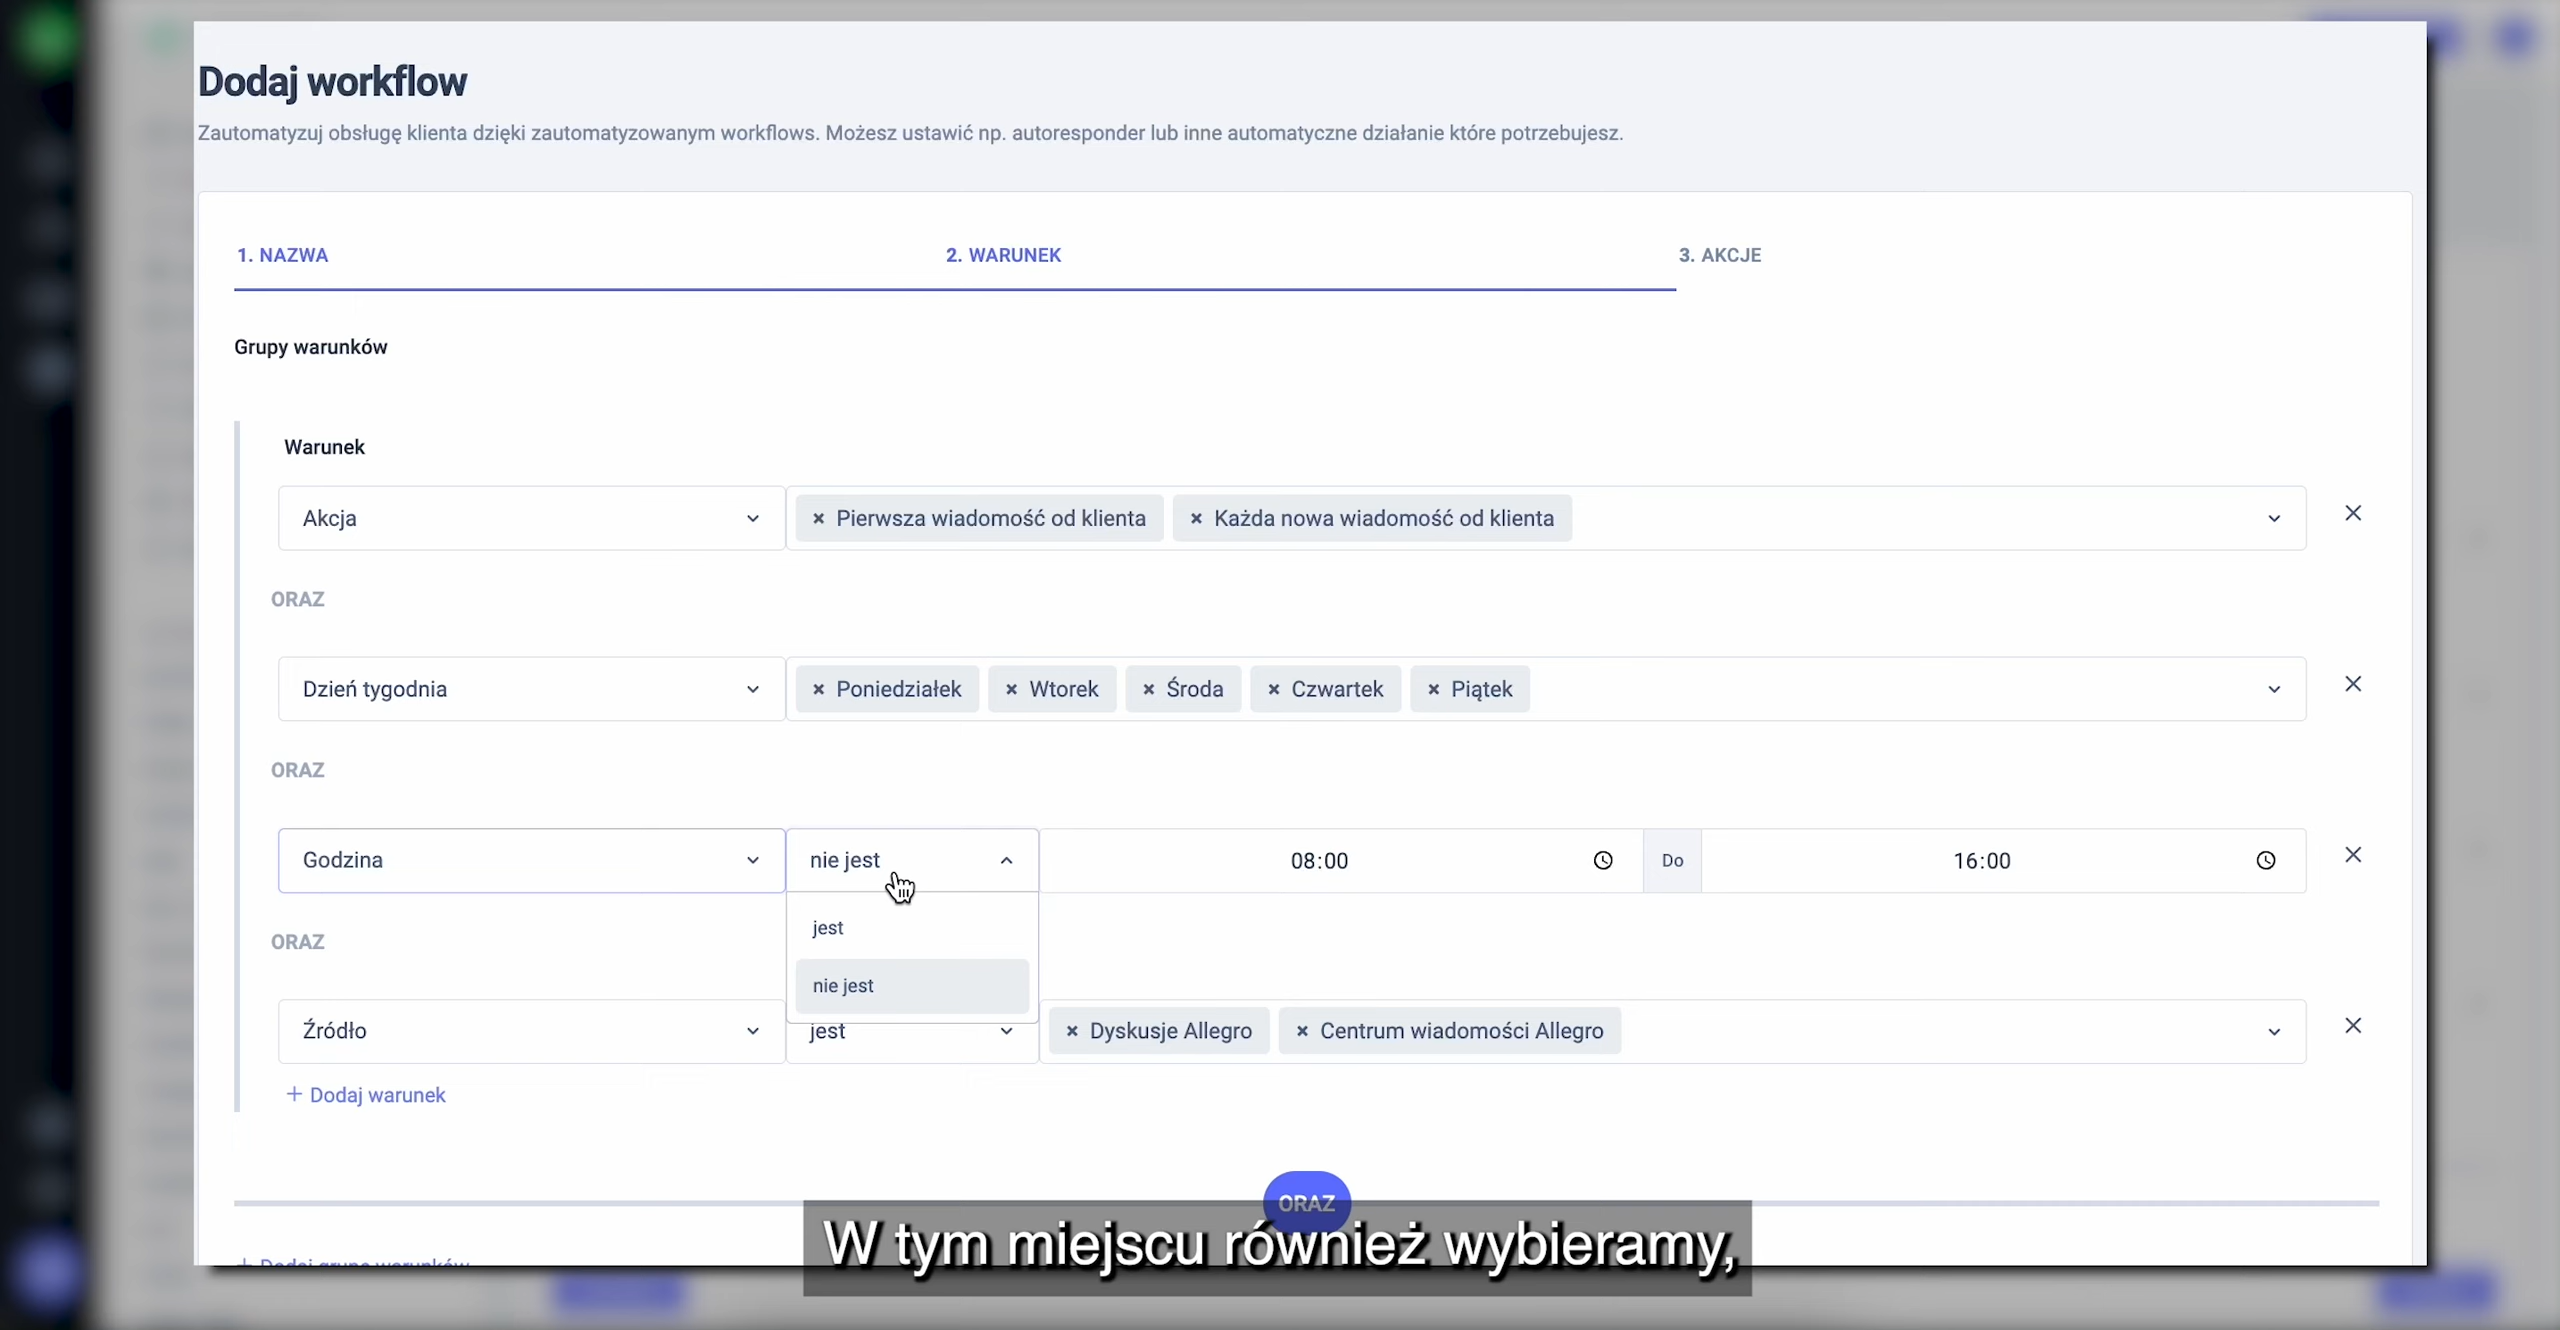 Dodaj workflow
Zautomatyzuj obsługę klienta dzięki zautomatyzowanym workflows. Możesz ustawić np. autoresponder lub inne automatyczne działanie które potrzebujesz.
1. NAZWA 2. WARUNEK 3. AKCJE
Grupy warunków
Warunek
Akcja × Pierwsza wiadomość od klienta × Każda nowa wiadomość od klienta
ORAZ
Dzień tygodnia × Poniedziałek × Wtorek × Środa × Czwartek × Piątek
ORAZ
Godzina nie jest 08:00 Do 16:00
jest
ORAZ
nie jest
Źródło jest × Dyskusje Allegro × Centrum wiadomości Allegro
+ Dodaj warunek
ORAZ
W tym miejscu również wybieramy,
+ Dodaj grupę warunków